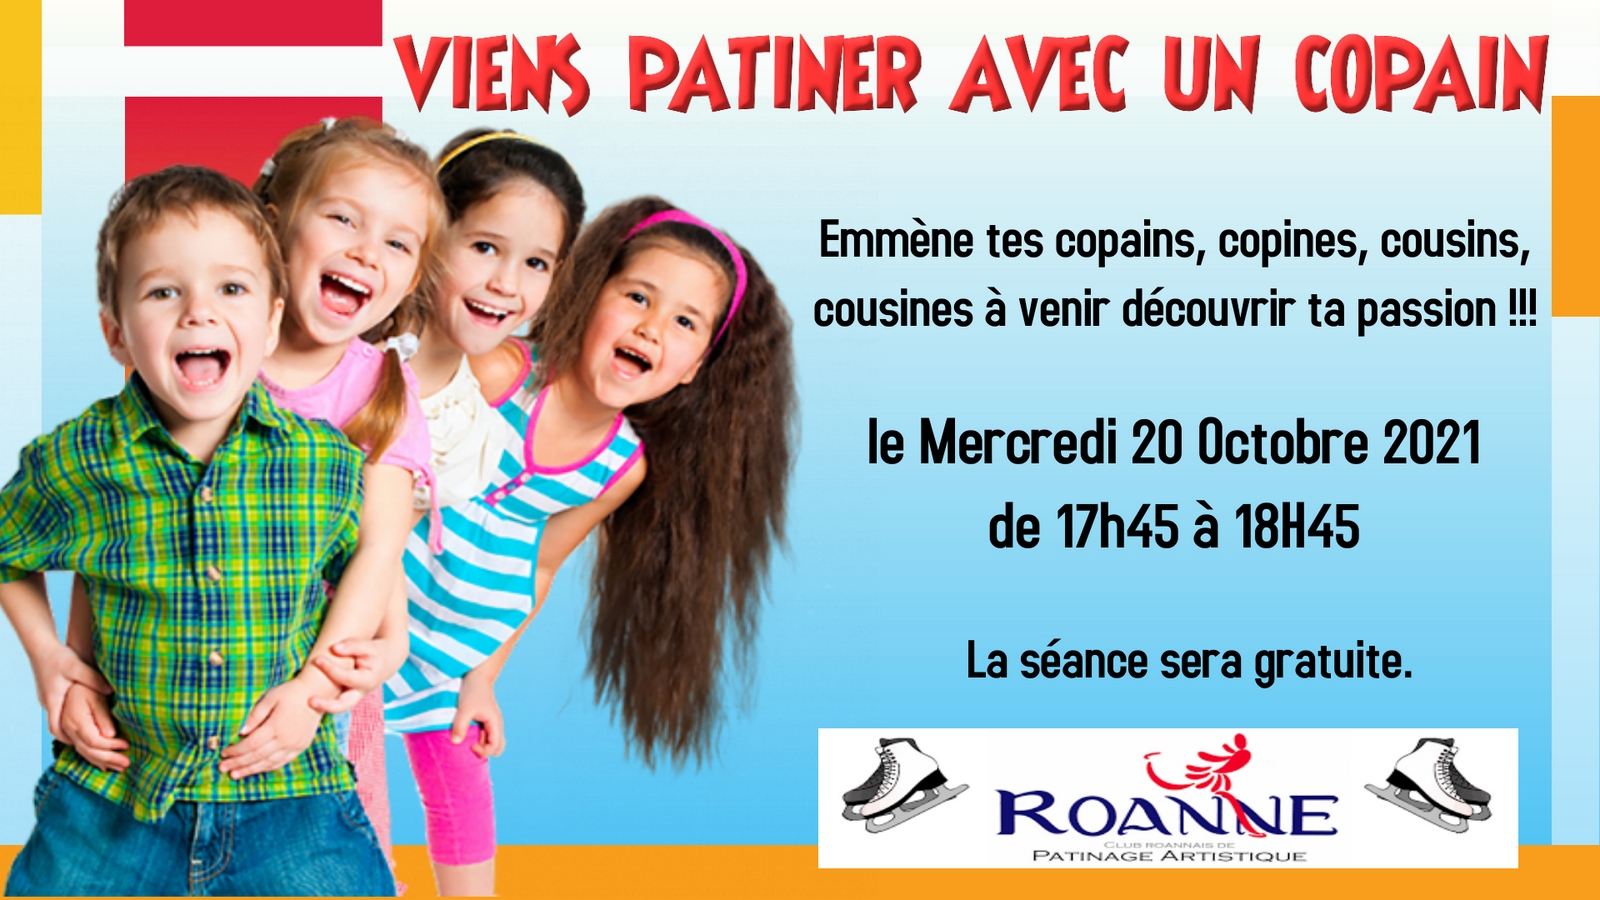 VIENS PATINER AVEC UN COPAIN
Emmène tes copains, copines, cousins,
cousines à venir découvrir ta passion !!!
le Mercredi 20 Octobre 2021
de 17h45 à 18H45
La séance sera gratuite.
ROANNE
CLUB ROANNAIS DE
PATINAGE ARTISTIQUE